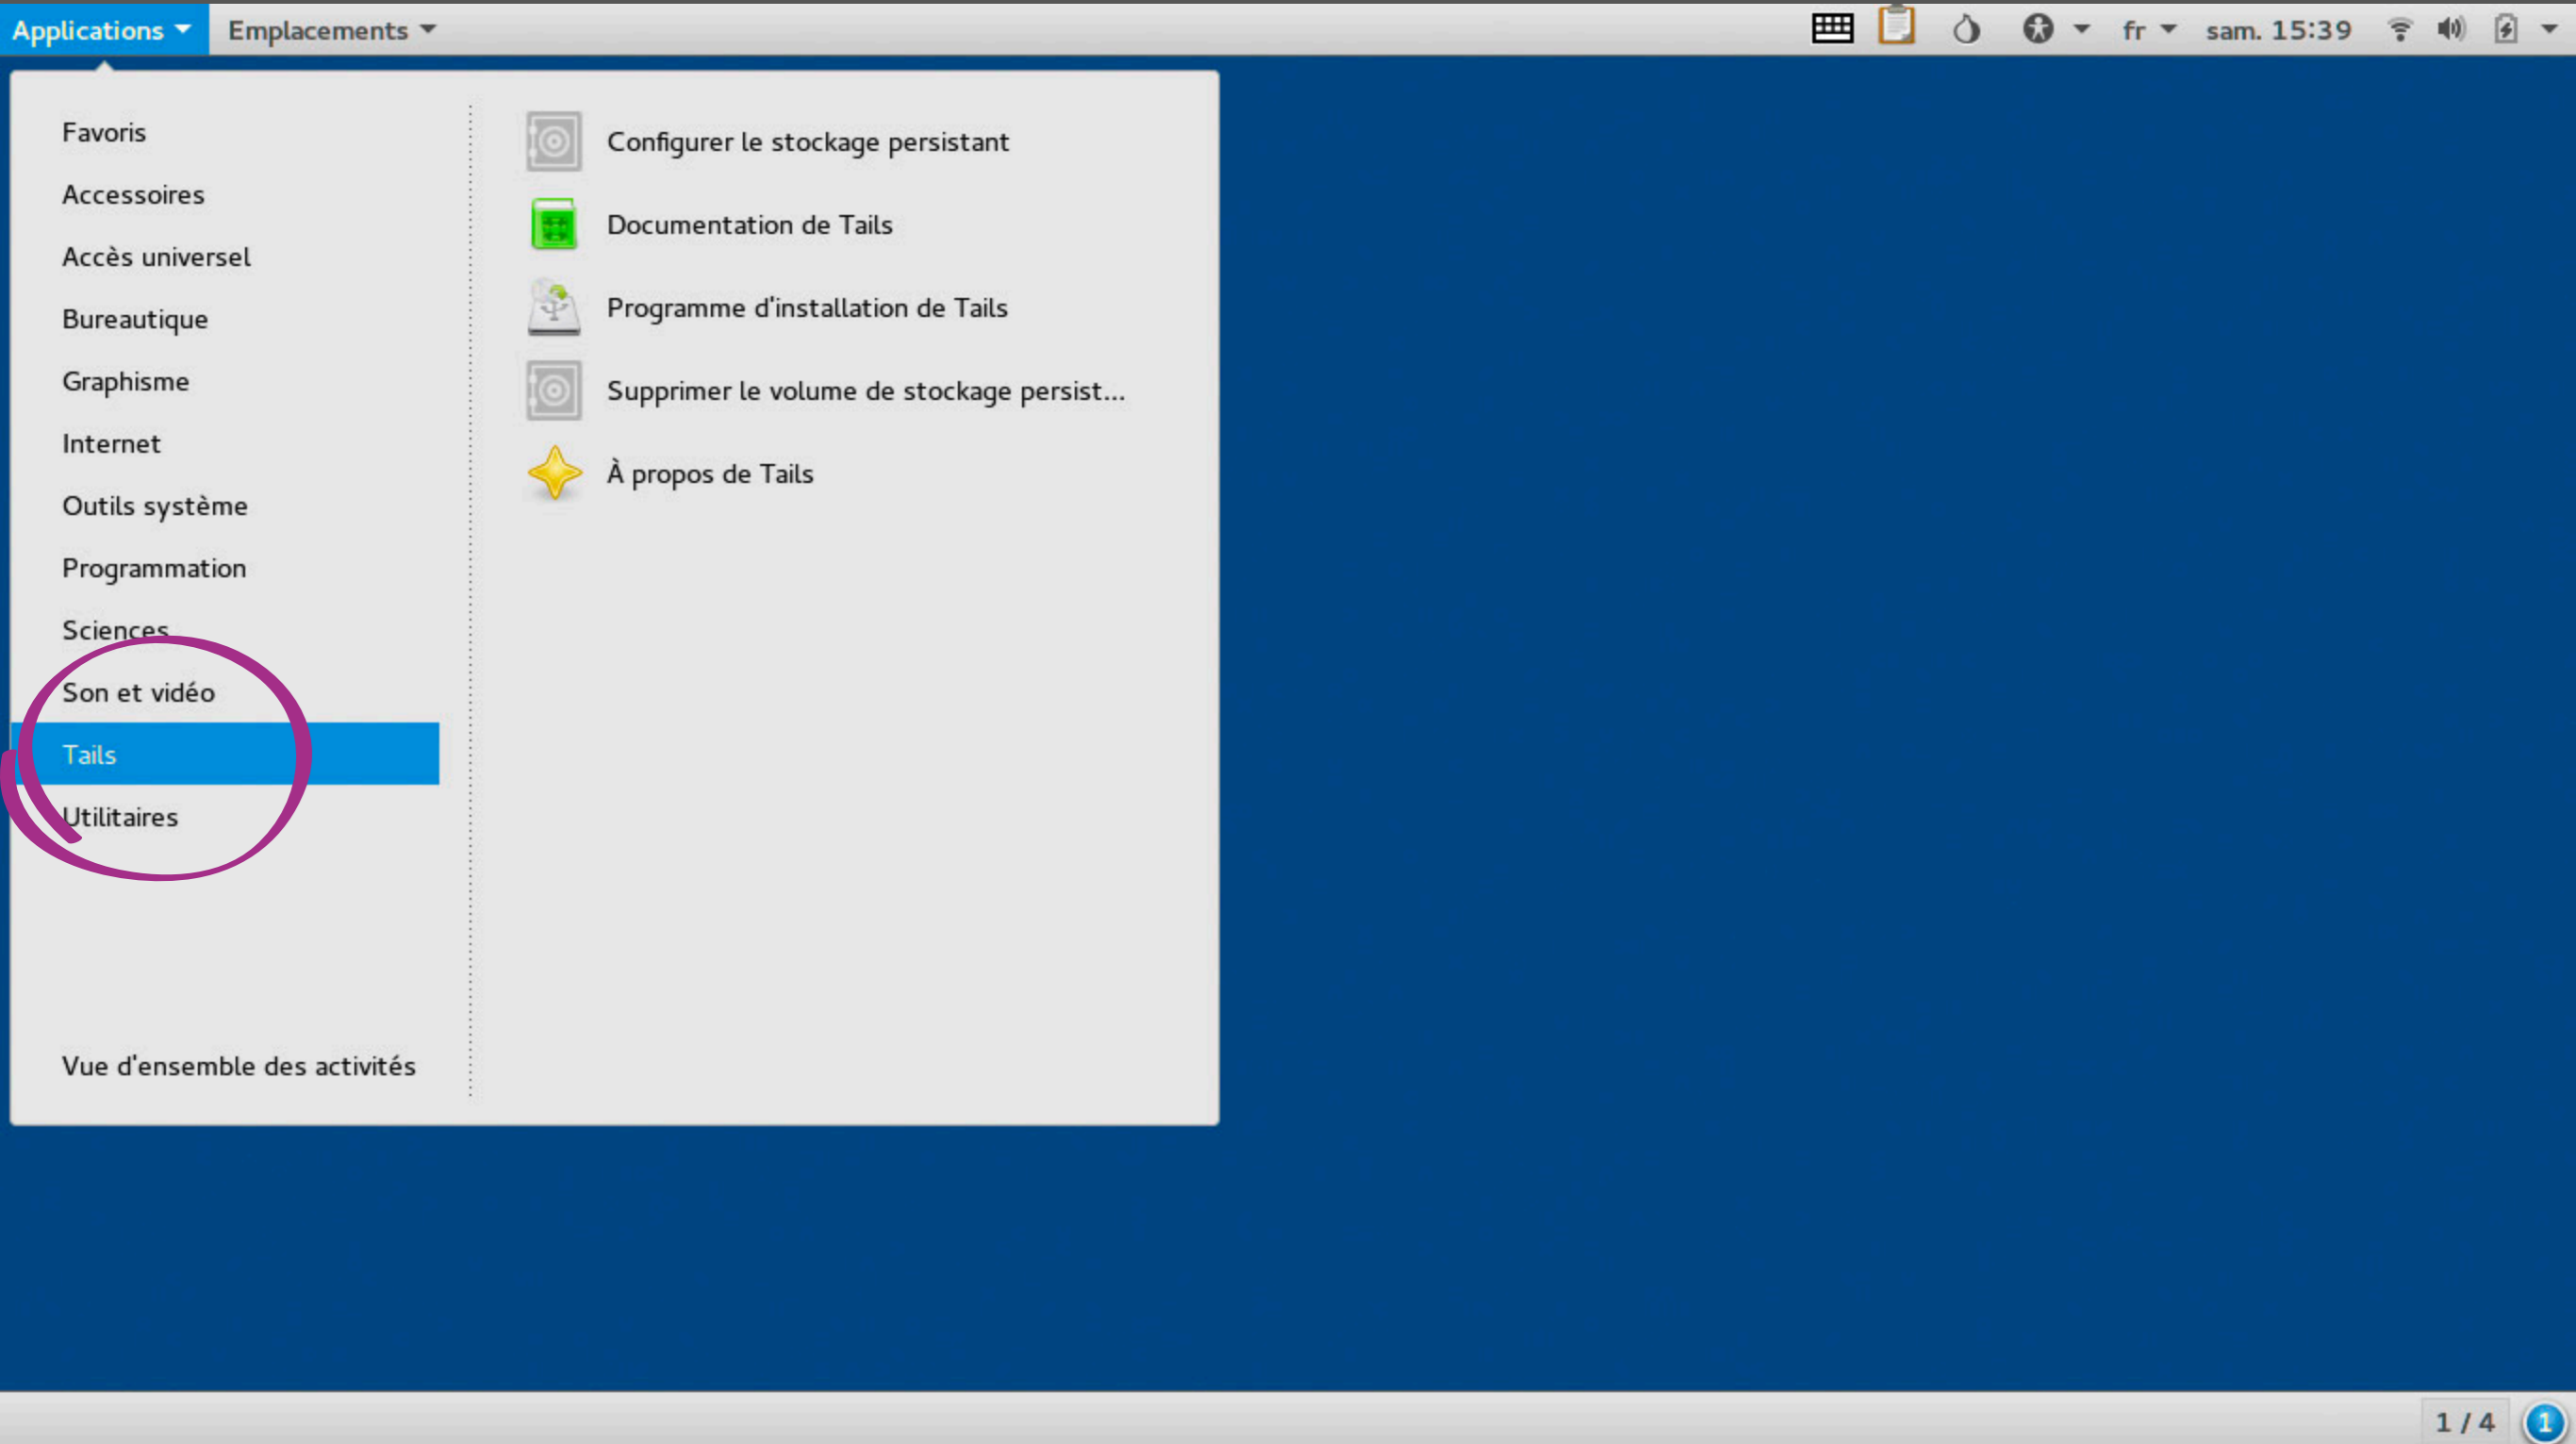 Applications Emplacements fr sam. 15:39
Favoris
Accessoires
Accès universel
Bureautique
Graphisme
Internet
Outils système
Programmation
Sciences
Son et vidéo
Tails
Utilitaires
Vue d'ensemble des activités
Configurer le stockage persistant
Documentation de Tails
Programme d'installation de Tails
Supprimer le volume de stockage persist...
À propos de Tails
1 / 4 1